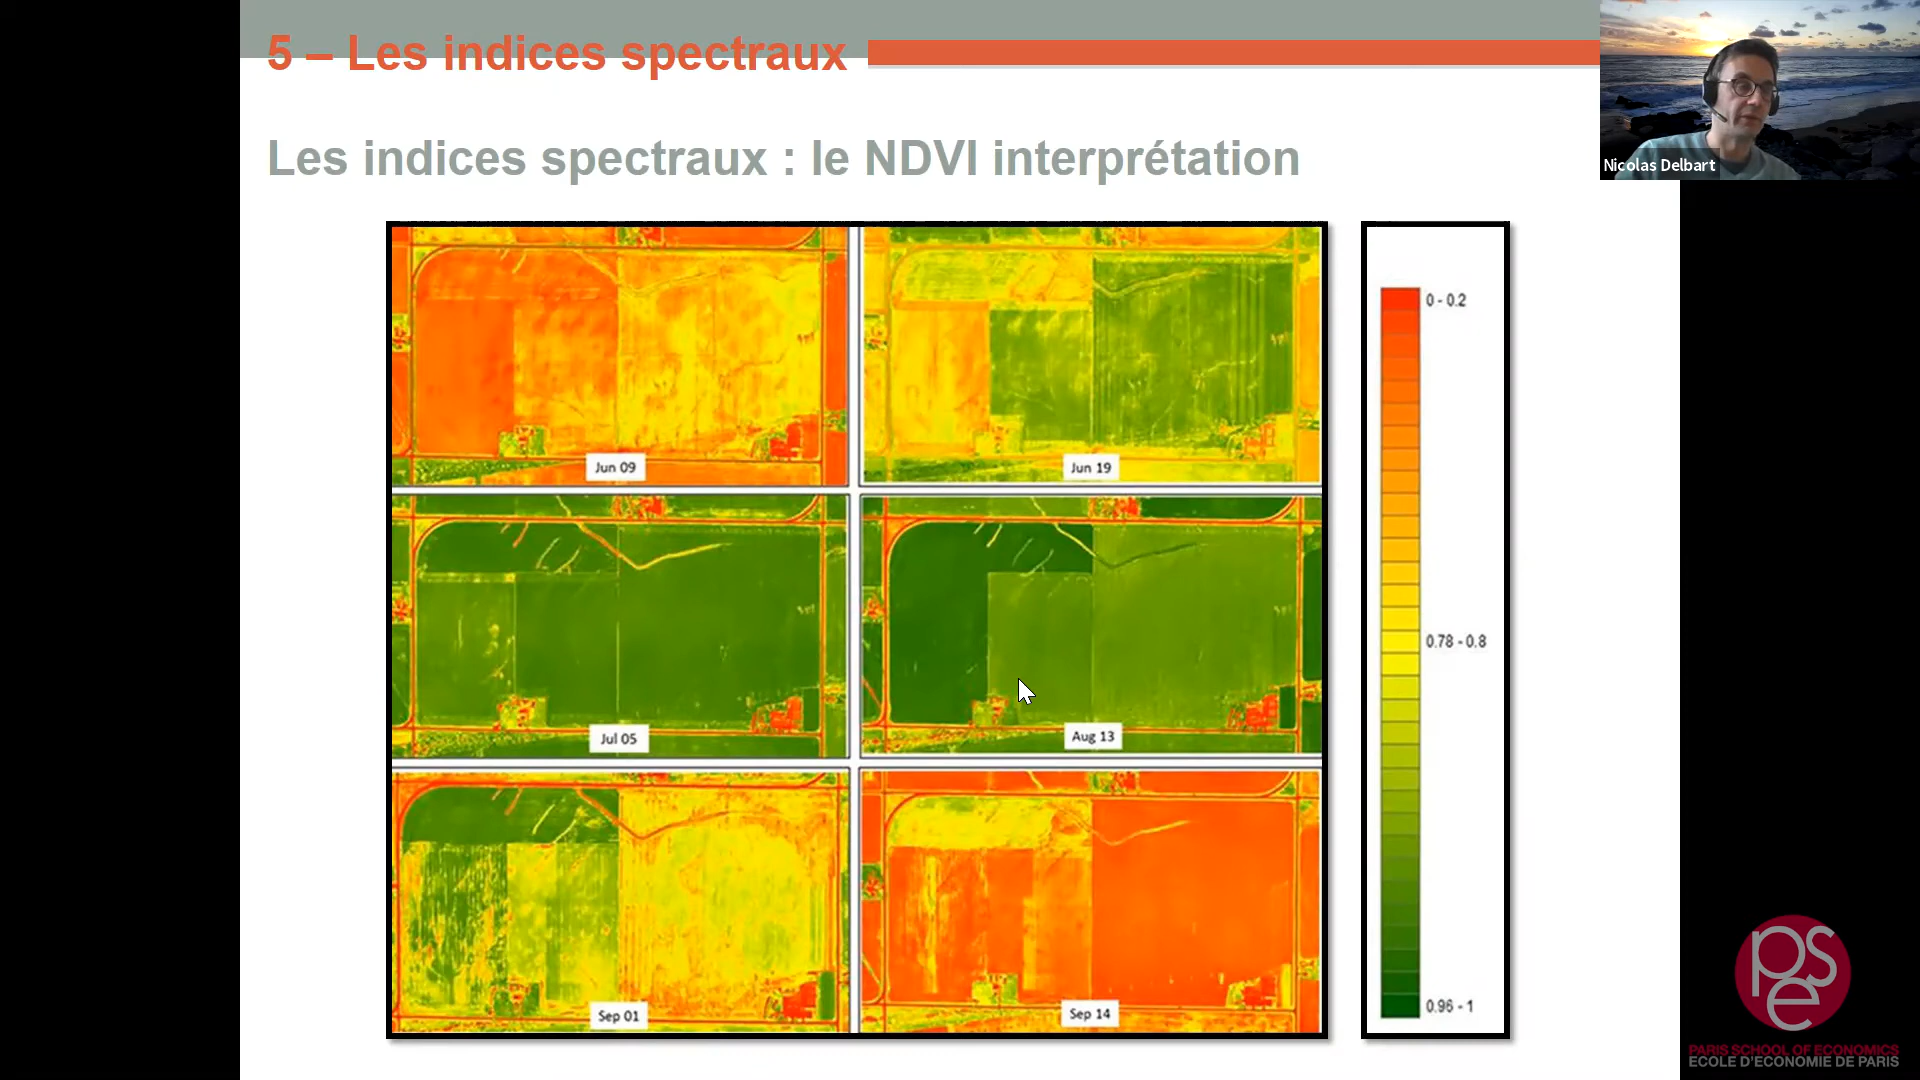 5 – Les indices spectraux
Nicolas Delbart
Les indices spectraux : le NDVI interprétation
Jun 09
Jun 19
Jul 05
Aug 13
Sep 01
Sep 14
0 - 0.2
0.78 - 0.8
0.96 - 1
pse
PARIS SCHOOL OF ECONOMICS
ECOLE D'ECONOMIE DE PARIS